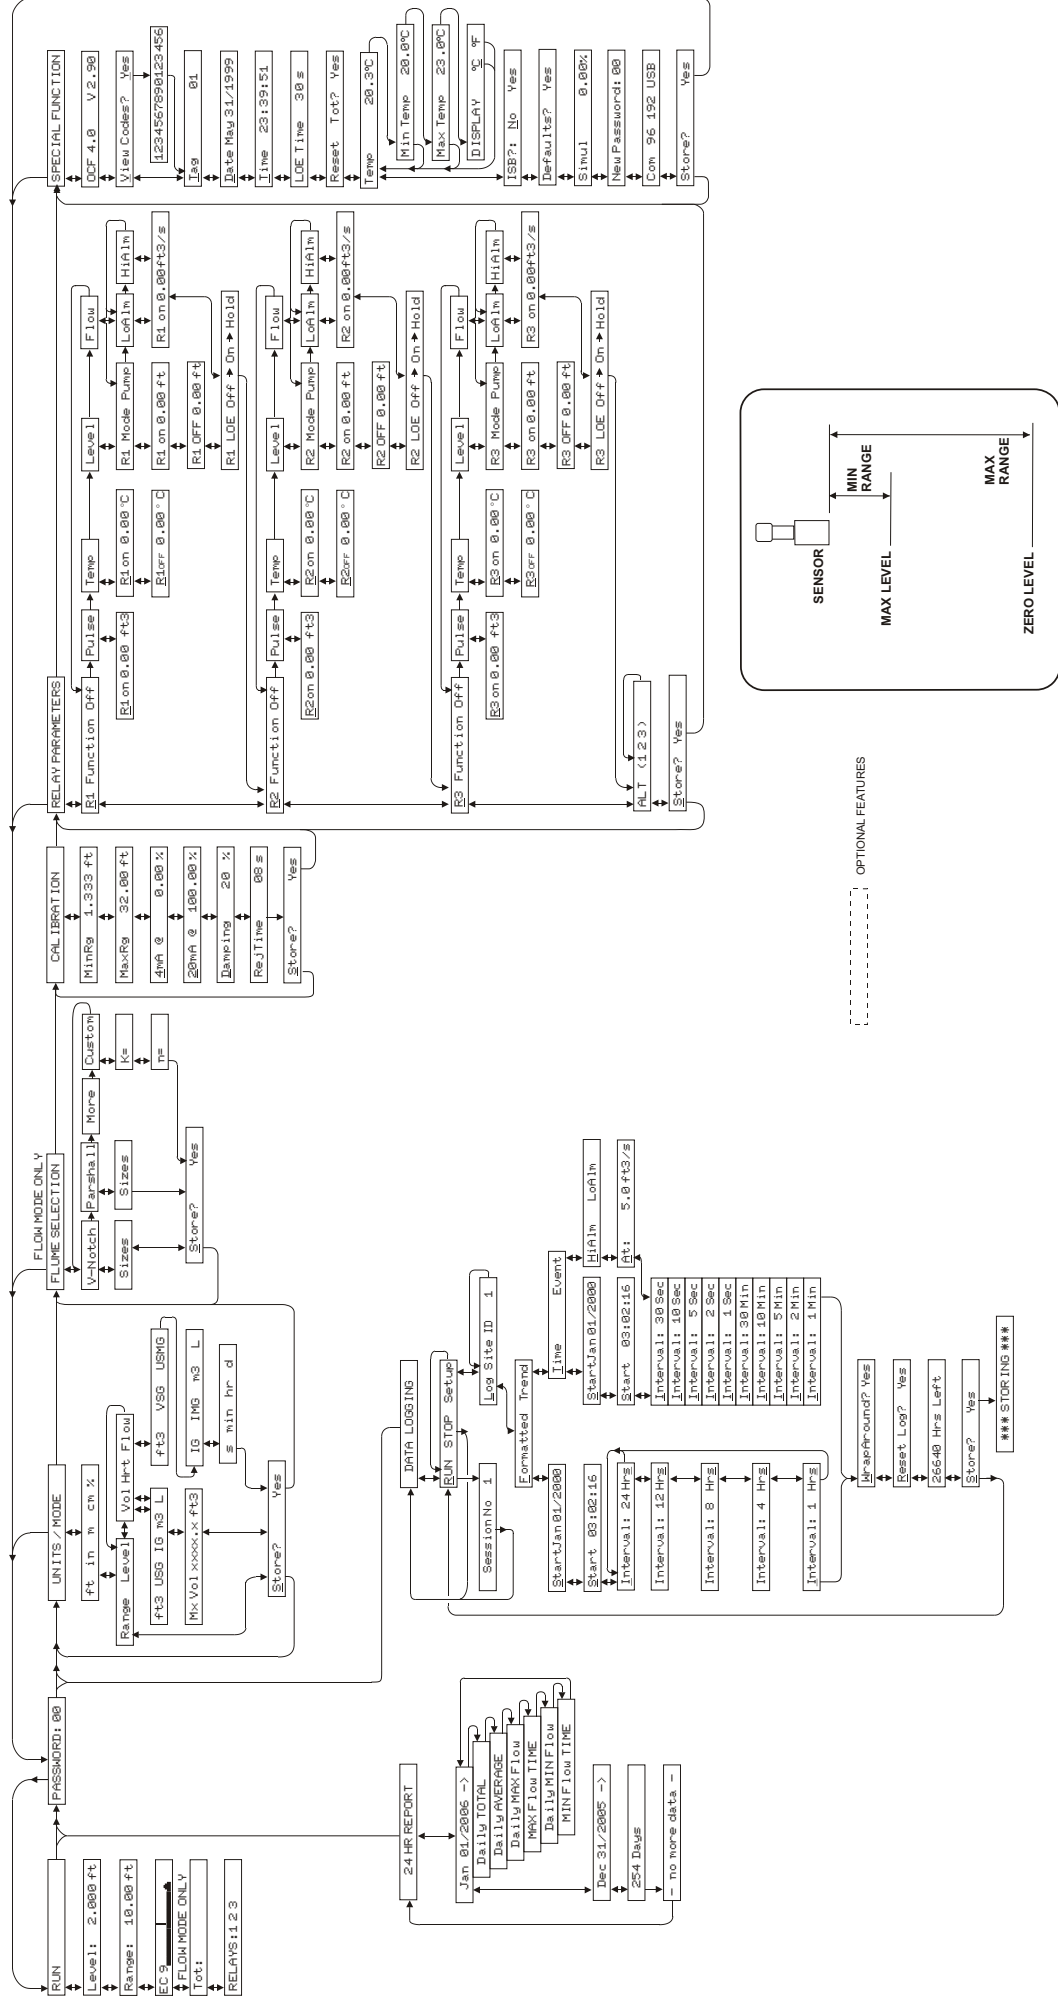 RUN
Level: 2.000 ft
Range: 10.00 ft
EC 9
FLOW MODE ONLY
Tot:
RELAYS:1 2 3
PASSWORD: 00
24 HR REPORT
Jan 01/2006 ->
Daily TOTAL
Daily AVERAGE
Daily MAX Flow
MAX Flow TIME
Daily MIN Flow
MIN Flow TIME
Dec 31/2005 ->
254 Days
- no more data -
UNITS / MODE
ft in m cm %
Range Level Vol Hrt Flow
ft3 USG IG m3 L
ft3 VSG USMG
Mx Vol xxxx.x ft3
IG IMG m3 L
s min hr d
Store? Yes
DATA LOGGING
RUN STOP Setup
Session No 1
Log Site ID 1
Formatted Trend
StartJan 01/2000
Start 03:02:16
Interval: 24 Hrs
Interval: 12 Hrs
Interval: 8 Hrs
Interval: 4 Hrs
Interval: 1 Hrs
Time Event
StartJan 01/2000
Start 03:02:16
HiAlm LoAlm
At: 5.0 ft3/s
Interval: 30 Sec
Interval: 10 Sec
Interval: 5 Sec
Interval: 2 Sec
Interval: 1 Sec
Interval: 30 Min
Interval: 10 Min
Interval: 5 Min
Interval: 2 Min
Interval: 1 Min
WrapAround? Yes
Reset Log? Yes
26640 Hrs Left
Store? Yes
*** STORING ***
FLOW MODE ONLY
FLUME SELECTION
V-Notch Parshall More Custom
Sizes
Sizes
K=
n=
Store? Yes
CALIBRATION
MinRg 1.333 ft
MaxRg 32.00 ft
4mA @ 0.00 %
20mA @ 100.00 %
Damping 20 %
RejTime 08 s
Store? Yes
RELAY PARAMETERS
R1 Function Off Pulse Temp Level Flow
R1 on 0.00 ft3
R1 on 0.00 °C
R1 OFF 0.00 °C
R1 Mode Pump LoAlm HiAlm
R1 on 0.00 ft
R1 on 0.00ft3/s
R1 OFF 0.00 ft
R1 LOE Off → On → Hold
R2 Function Off Pulse Temp Level Flow
R2on 0.00 ft3
R2on 0.00°C
R2OFF 0.00° C
R2 Mode Pump LoAlm HiAlm
R2 on 0.00 ft
R2 on 0.00ft3/s
R2 OFF 0.00 ft
R2 LOE Off → On → Hold
R3 Function Off Pulse Temp Level Flow
R3 on 0.00 ft3
R3 on 0.00°C
R3OFF 0.00° C
R3 Mode Pump LoAlm HiAlm
R3 on 0.00 ft
R3 on 0.00ft3/s
R3 OFF 0.00 ft
R3 LOE Off → On → Hold
ALT (1 2 3)
Store? Yes
SPECIAL FUNCTION
OCF 4.0 V 2.90
View Codes? Yes
1234567890123456
Tag 01
Date May 31/1999
Time 23:39:51
LOE Time 30 s
Reset Tot? Yes
Temp 20.3°C
Min Temp 20.0°C
Max Temp 23.0°C
DISPLAY °C °F
ISB?: No Yes
Defaults? Yes
Simul 0.00%
New Password: 00
Com 96 192 USB
Store? Yes
OPTIONAL FEATURES
SENSOR
MIN
RANGE
MAX LEVEL
MAX
RANGE
ZERO LEVEL